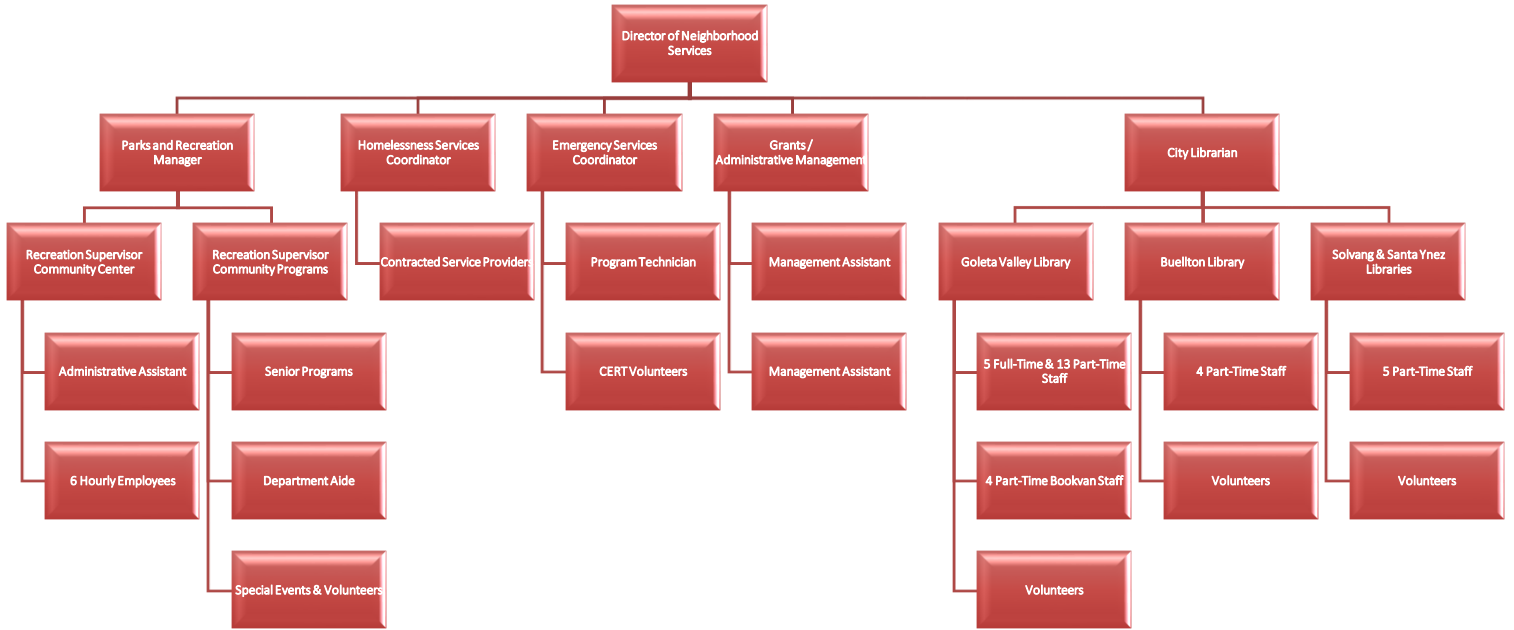 Director of Neighborhood
Services
Parks and Recreation
Manager
Homelessness Services
Coordinator
Emergency Services
Coordinator
Grants /
Administrative Management
City Librarian
Recreation Supervisor
Community Center
Recreation Supervisor
Community Programs
Contracted Service Providers
Program Technician
Management Assistant
Goleta Valley Library
Buellton Library
Solvang & Santa Ynez
Libraries
Administrative Assistant
Senior Programs
CERT Volunteers
Management Assistant
5 Full-Time & 13 Part-Time
Staff
4 Part-Time Staff
5 Part-Time Staff
6 Hourly Employees
Department Aide
4 Part-Time Bookvan Staff
Volunteers
Volunteers
Special Events & Volunteers
Volunteers